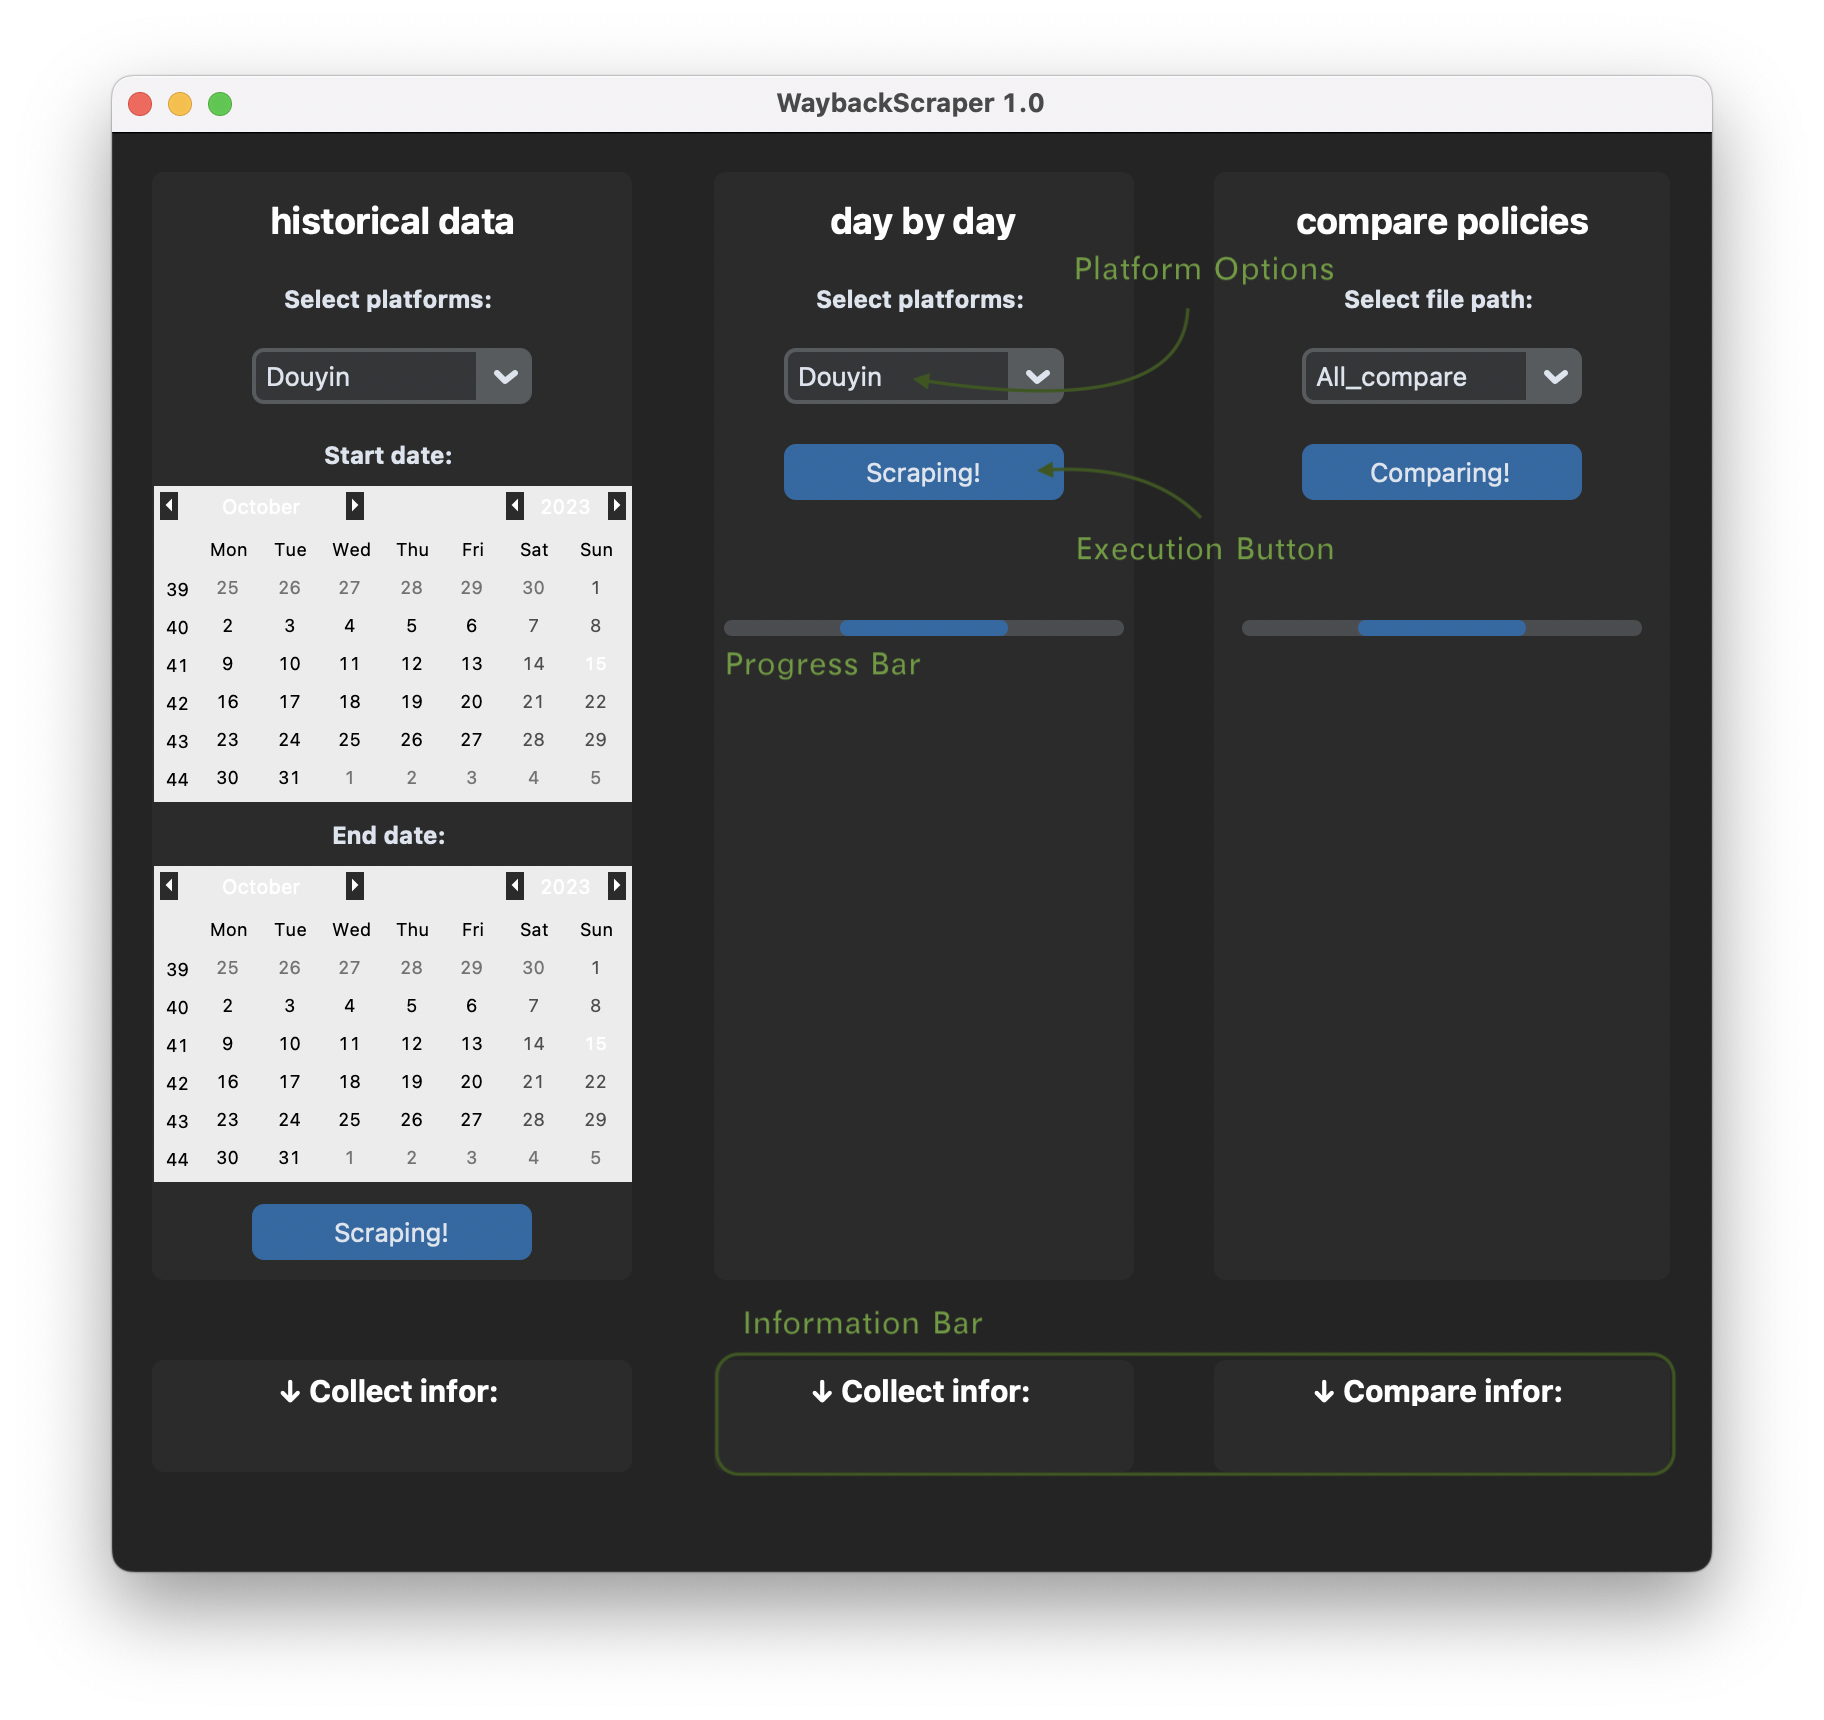 WaybackScraper 1.0
historical data
Select platforms:
Douyin
Start date:
October 2023
Mon Tue Wed Thu Fri Sat Sun
39 25 26 27 28 29 30 1
40 2 3 4 5 6 7 8
41 9 10 11 12 13 14 15
42 16 17 18 19 20 21 22
43 23 24 25 26 27 28 29
44 30 31 1 2 3 4 5
End date:
October 2023
Mon Tue Wed Thu Fri Sat Sun
39 25 26 27 28 29 30 1
40 2 3 4 5 6 7 8
41 9 10 11 12 13 14 15
42 16 17 18 19 20 21 22
43 23 24 25 26 27 28 29
44 30 31 1 2 3 4 5
Scraping!
↓ Collect infor:
day by day
Platform Options
Select platforms:
Douyin
Scraping!
Execution Button
Progress Bar
Information Bar
↓ Collect infor:
compare policies
Select file path:
All_compare
Comparing!
↓ Compare infor: